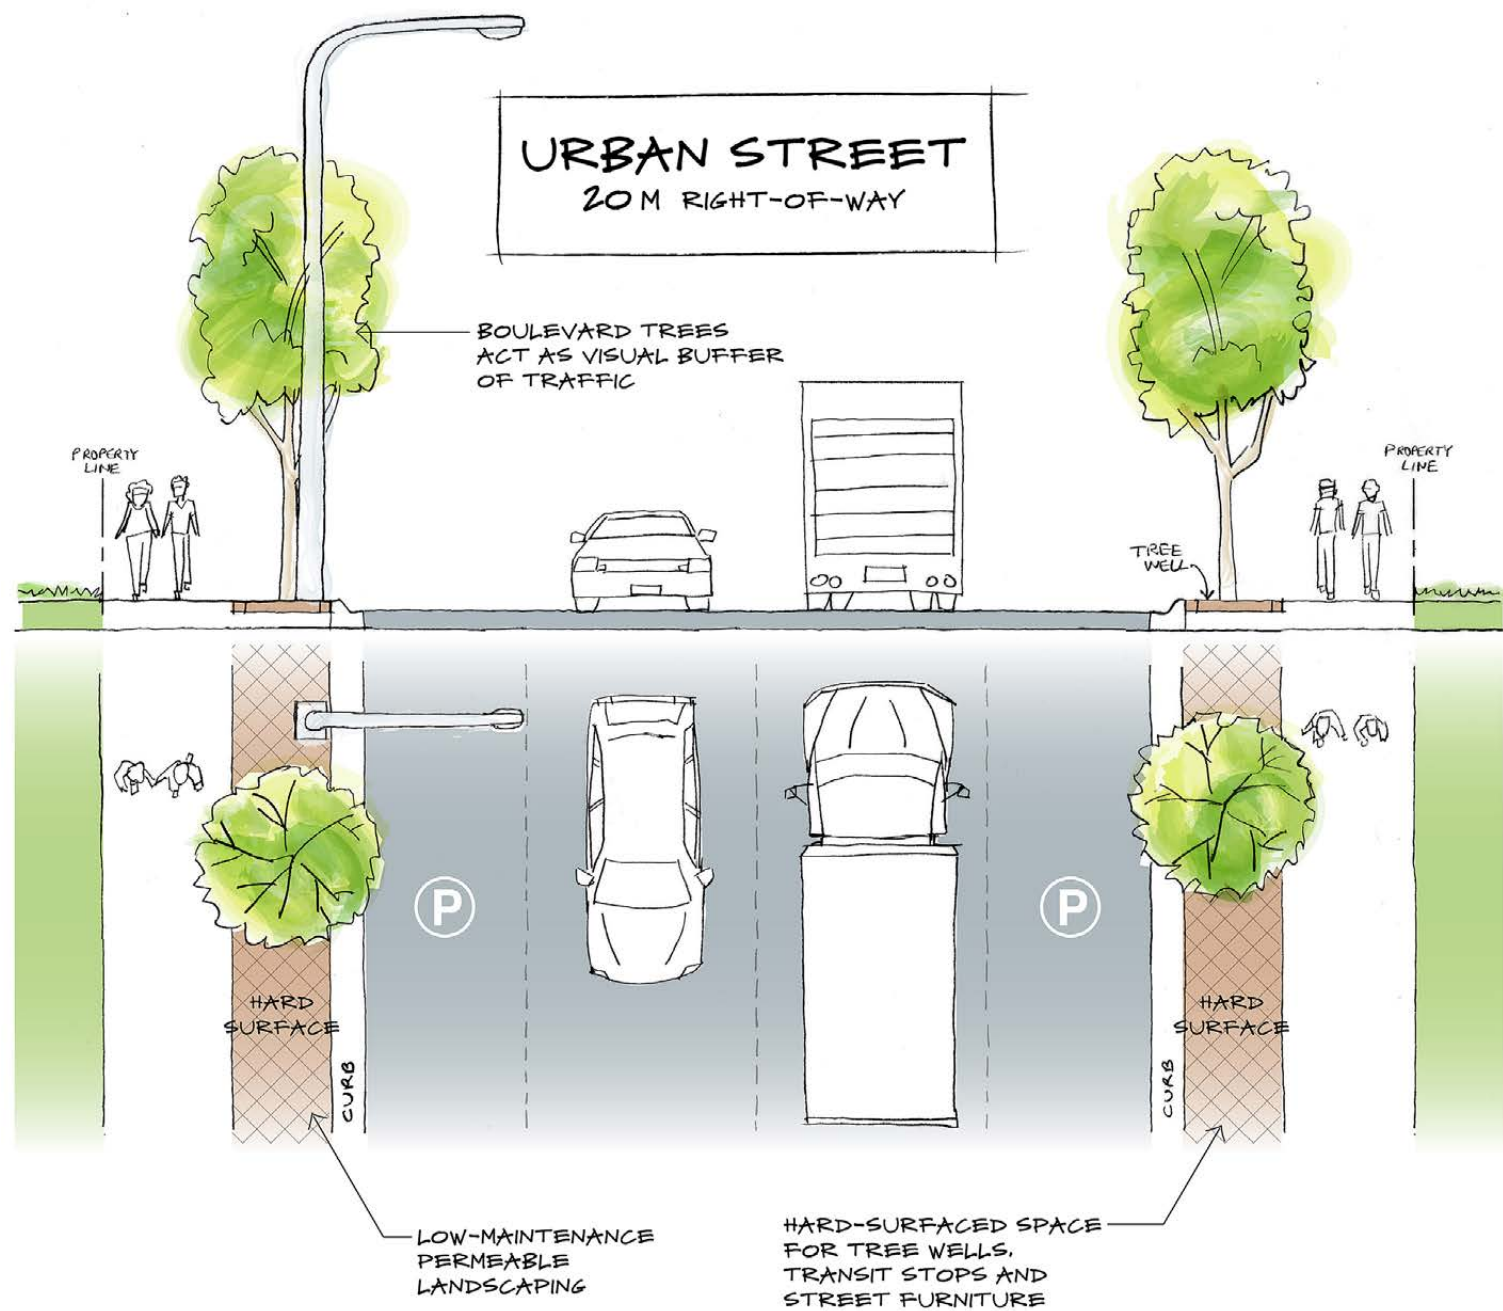 URBAN STREET
20 M RIGHT-OF-WAY
BOULEVARD TREES
ACT AS VISUAL BUFFER
OF TRAFFIC
PROPERTY
LINE
PROPERTY
LINE
TREE
WELL
P
P
HARD
SURFACE
CURB
HARD
SURFACE
CURB
LOW-MAINTENANCE
PERMEABLE
LANDSCAPING
HARD-SURFACED SPACE
FOR TREE WELLS,
TRANSIT STOPS AND
STREET FURNITURE